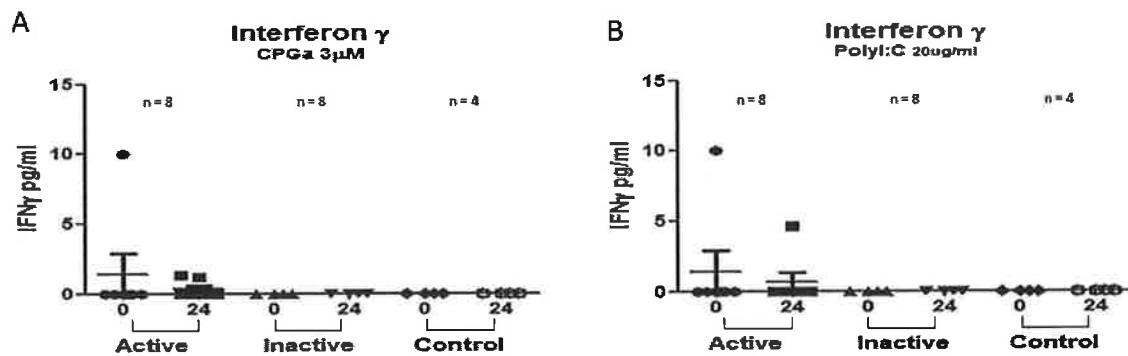 A
Interferon γ
CPGa 3µM
IFNγ pg/ml
15
10
5
0
n=8
n=8
n=4
0
24
0
24
0
24
Active
Inactive
Control
B
Interferon γ
PolyI:C 20ug/ml
IFNγ pg/ml
15
10
5
0
n=8
n=8
n=4
0
24
0
24
0
24
Active
Inactive
Control